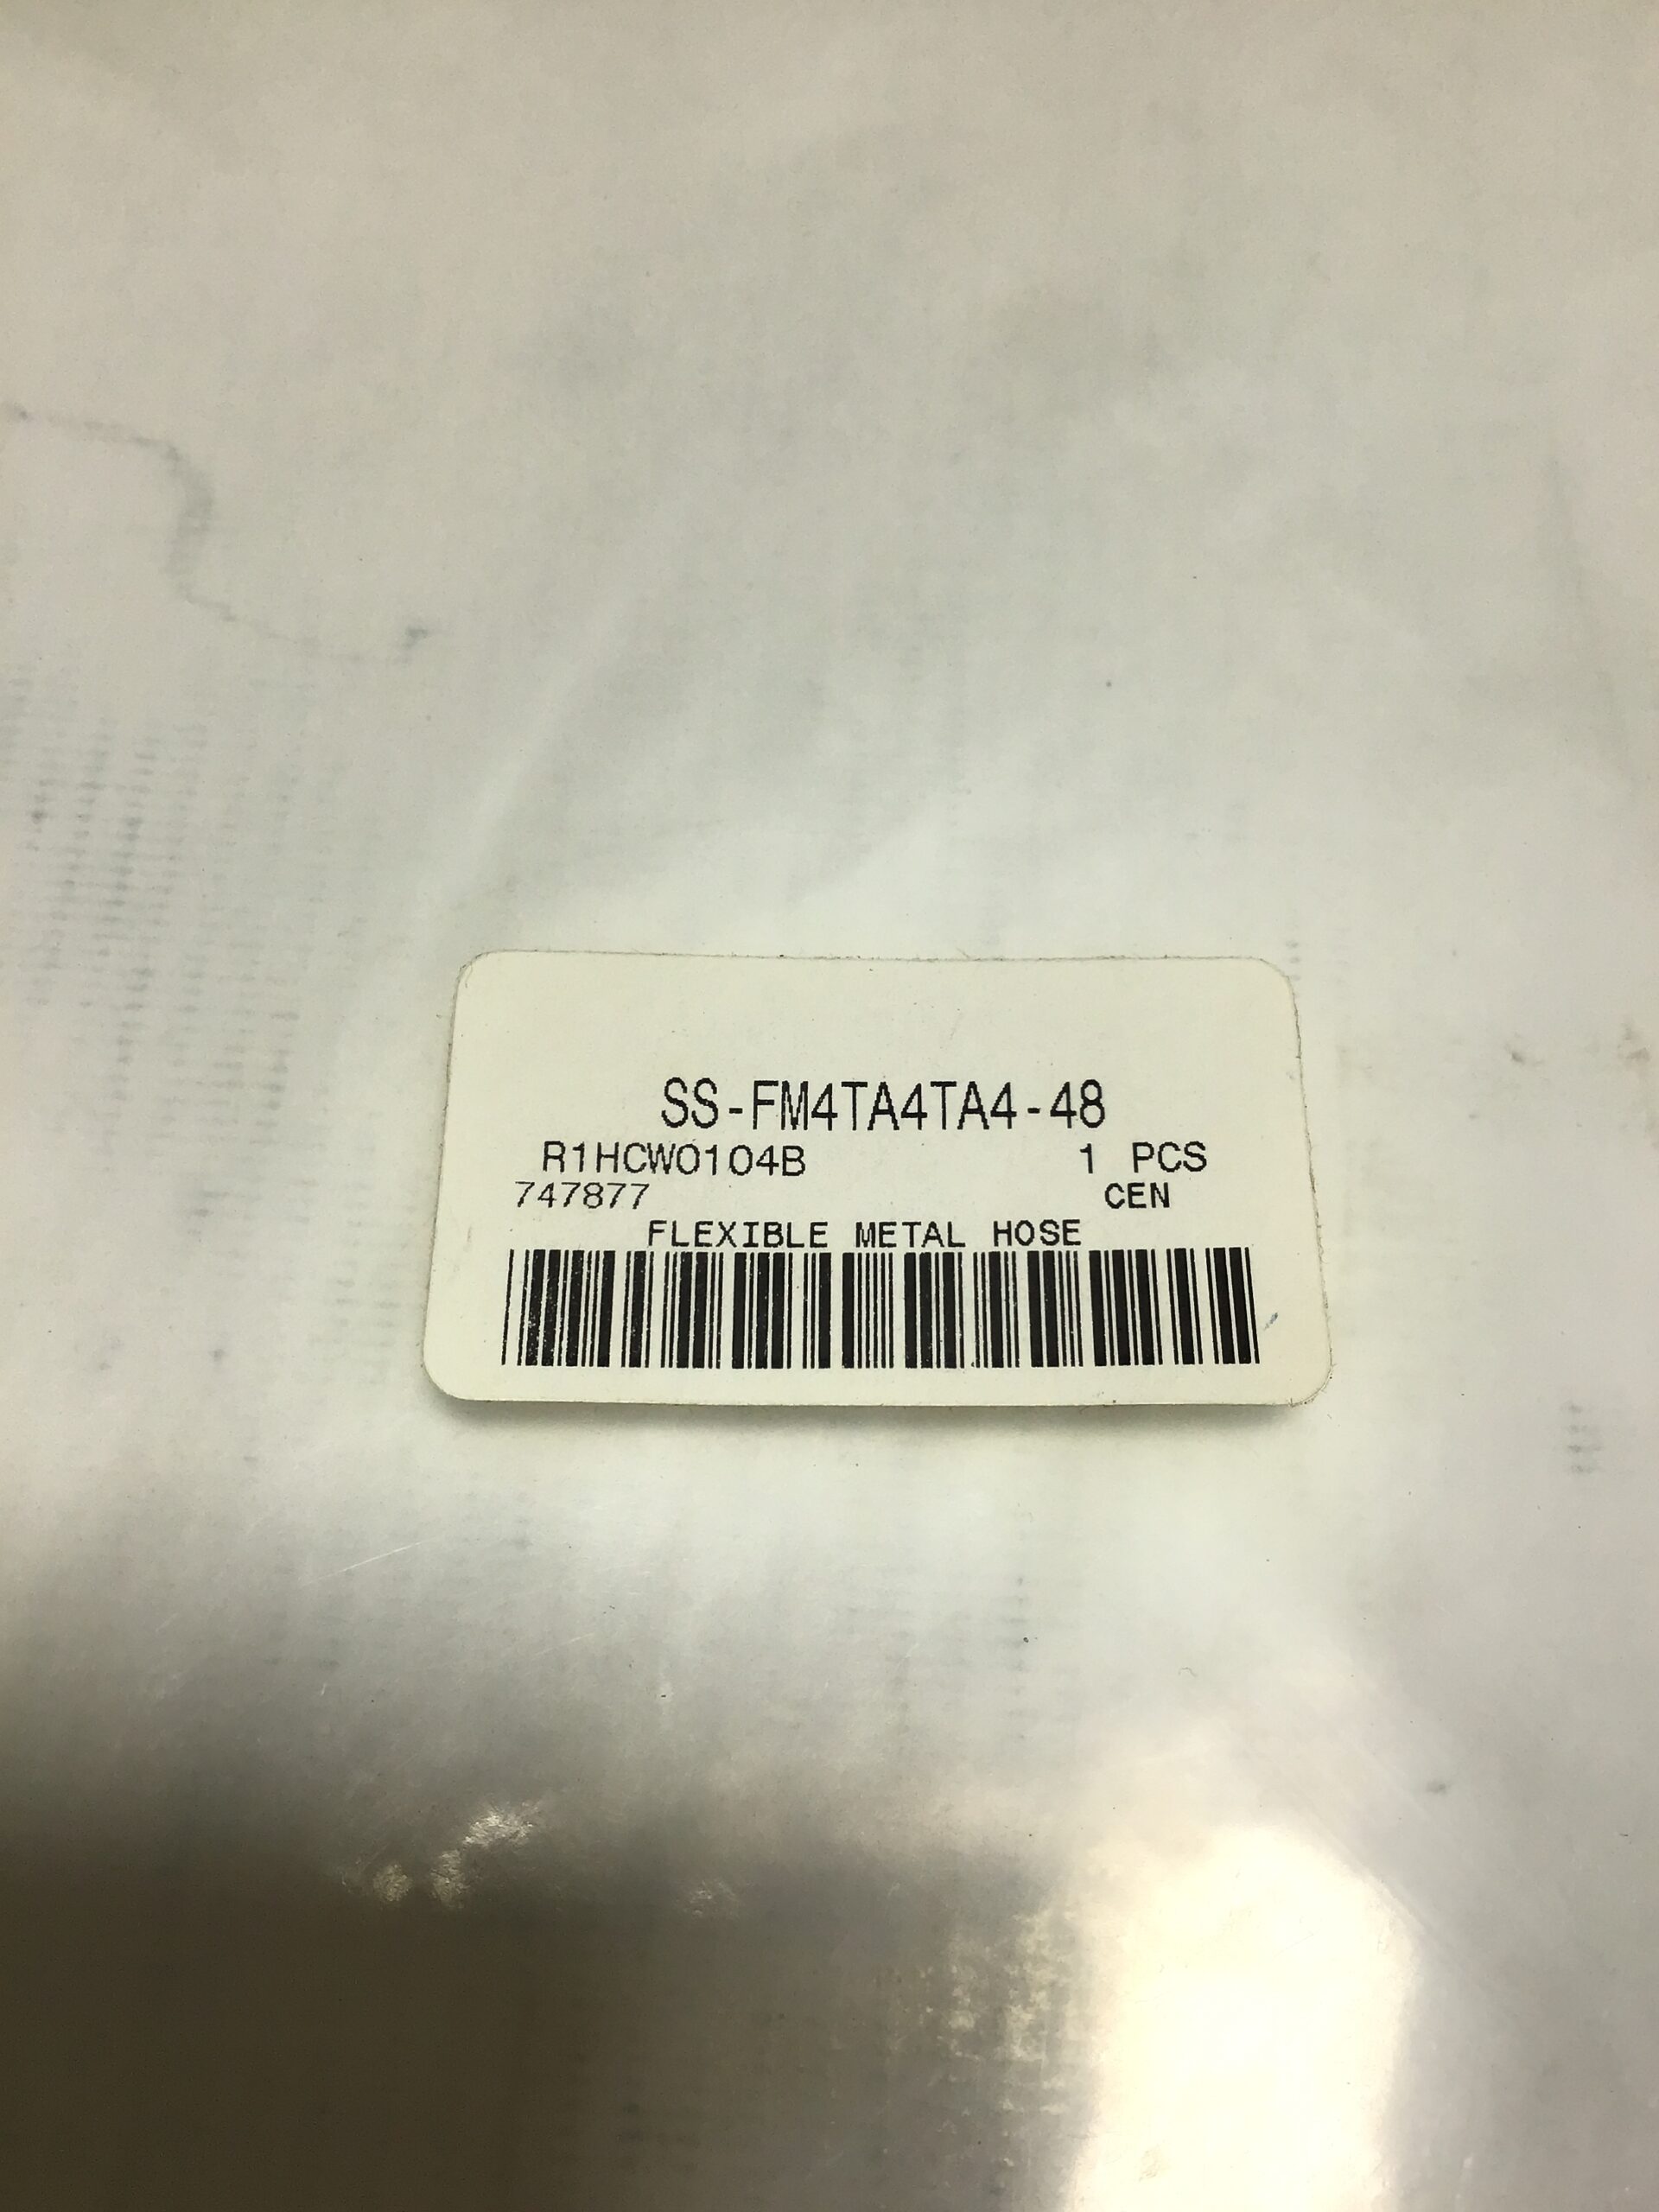 SS-FM4TA4TA4-48
R1HCW0104B 1 PCS
747877 CEN
FLEXIBLE METAL HOSE